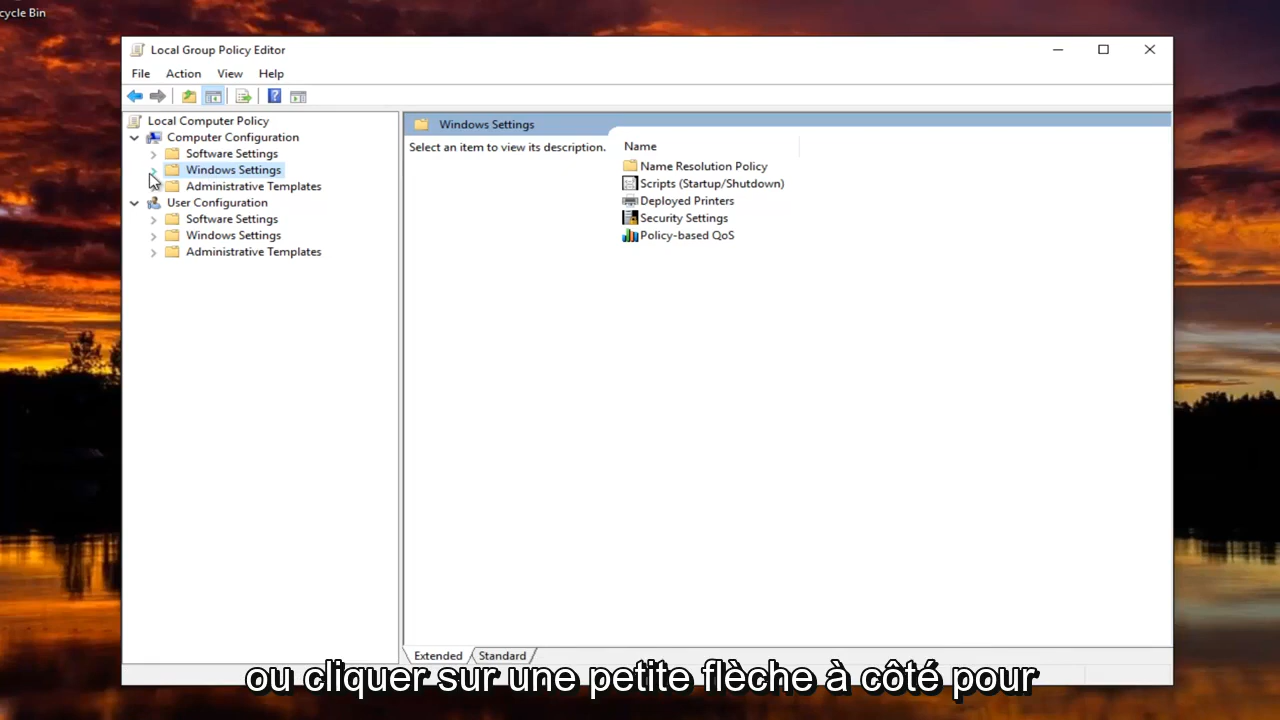 cycle Bin
Local Group Policy Editor
File Action View Help
Local Computer Policy
Computer Configuration
Software Settings
Windows Settings
Administrative Templates
User Configuration
Software Settings
Windows Settings
Administrative Templates
Windows Settings
Select an item to view its description.
Name
Name Resolution Policy
Scripts (Startup/Shutdown)
Deployed Printers
Security Settings
Policy-based QoS
Extended Standard
ou cliquer sur une petite flèche à côté pour